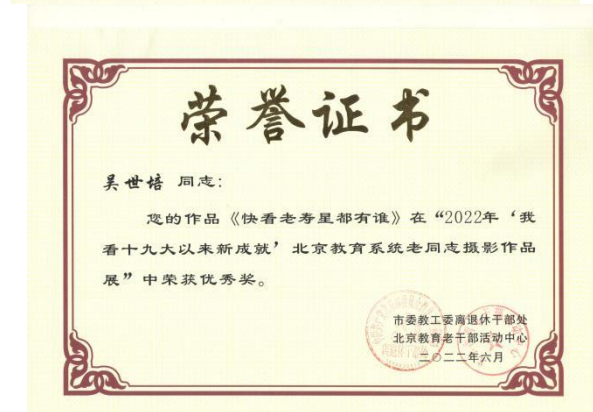 荣誉证书
吴世培 同志：
您的作品《快看老寿星都有谁》在“2022年‘我
看十九大以来新成就’北京教育系统老同志摄影作品
展”中荣获优秀奖。
市委教工委离退休干部处
北京教育老干部活动中心
二〇二二年六月